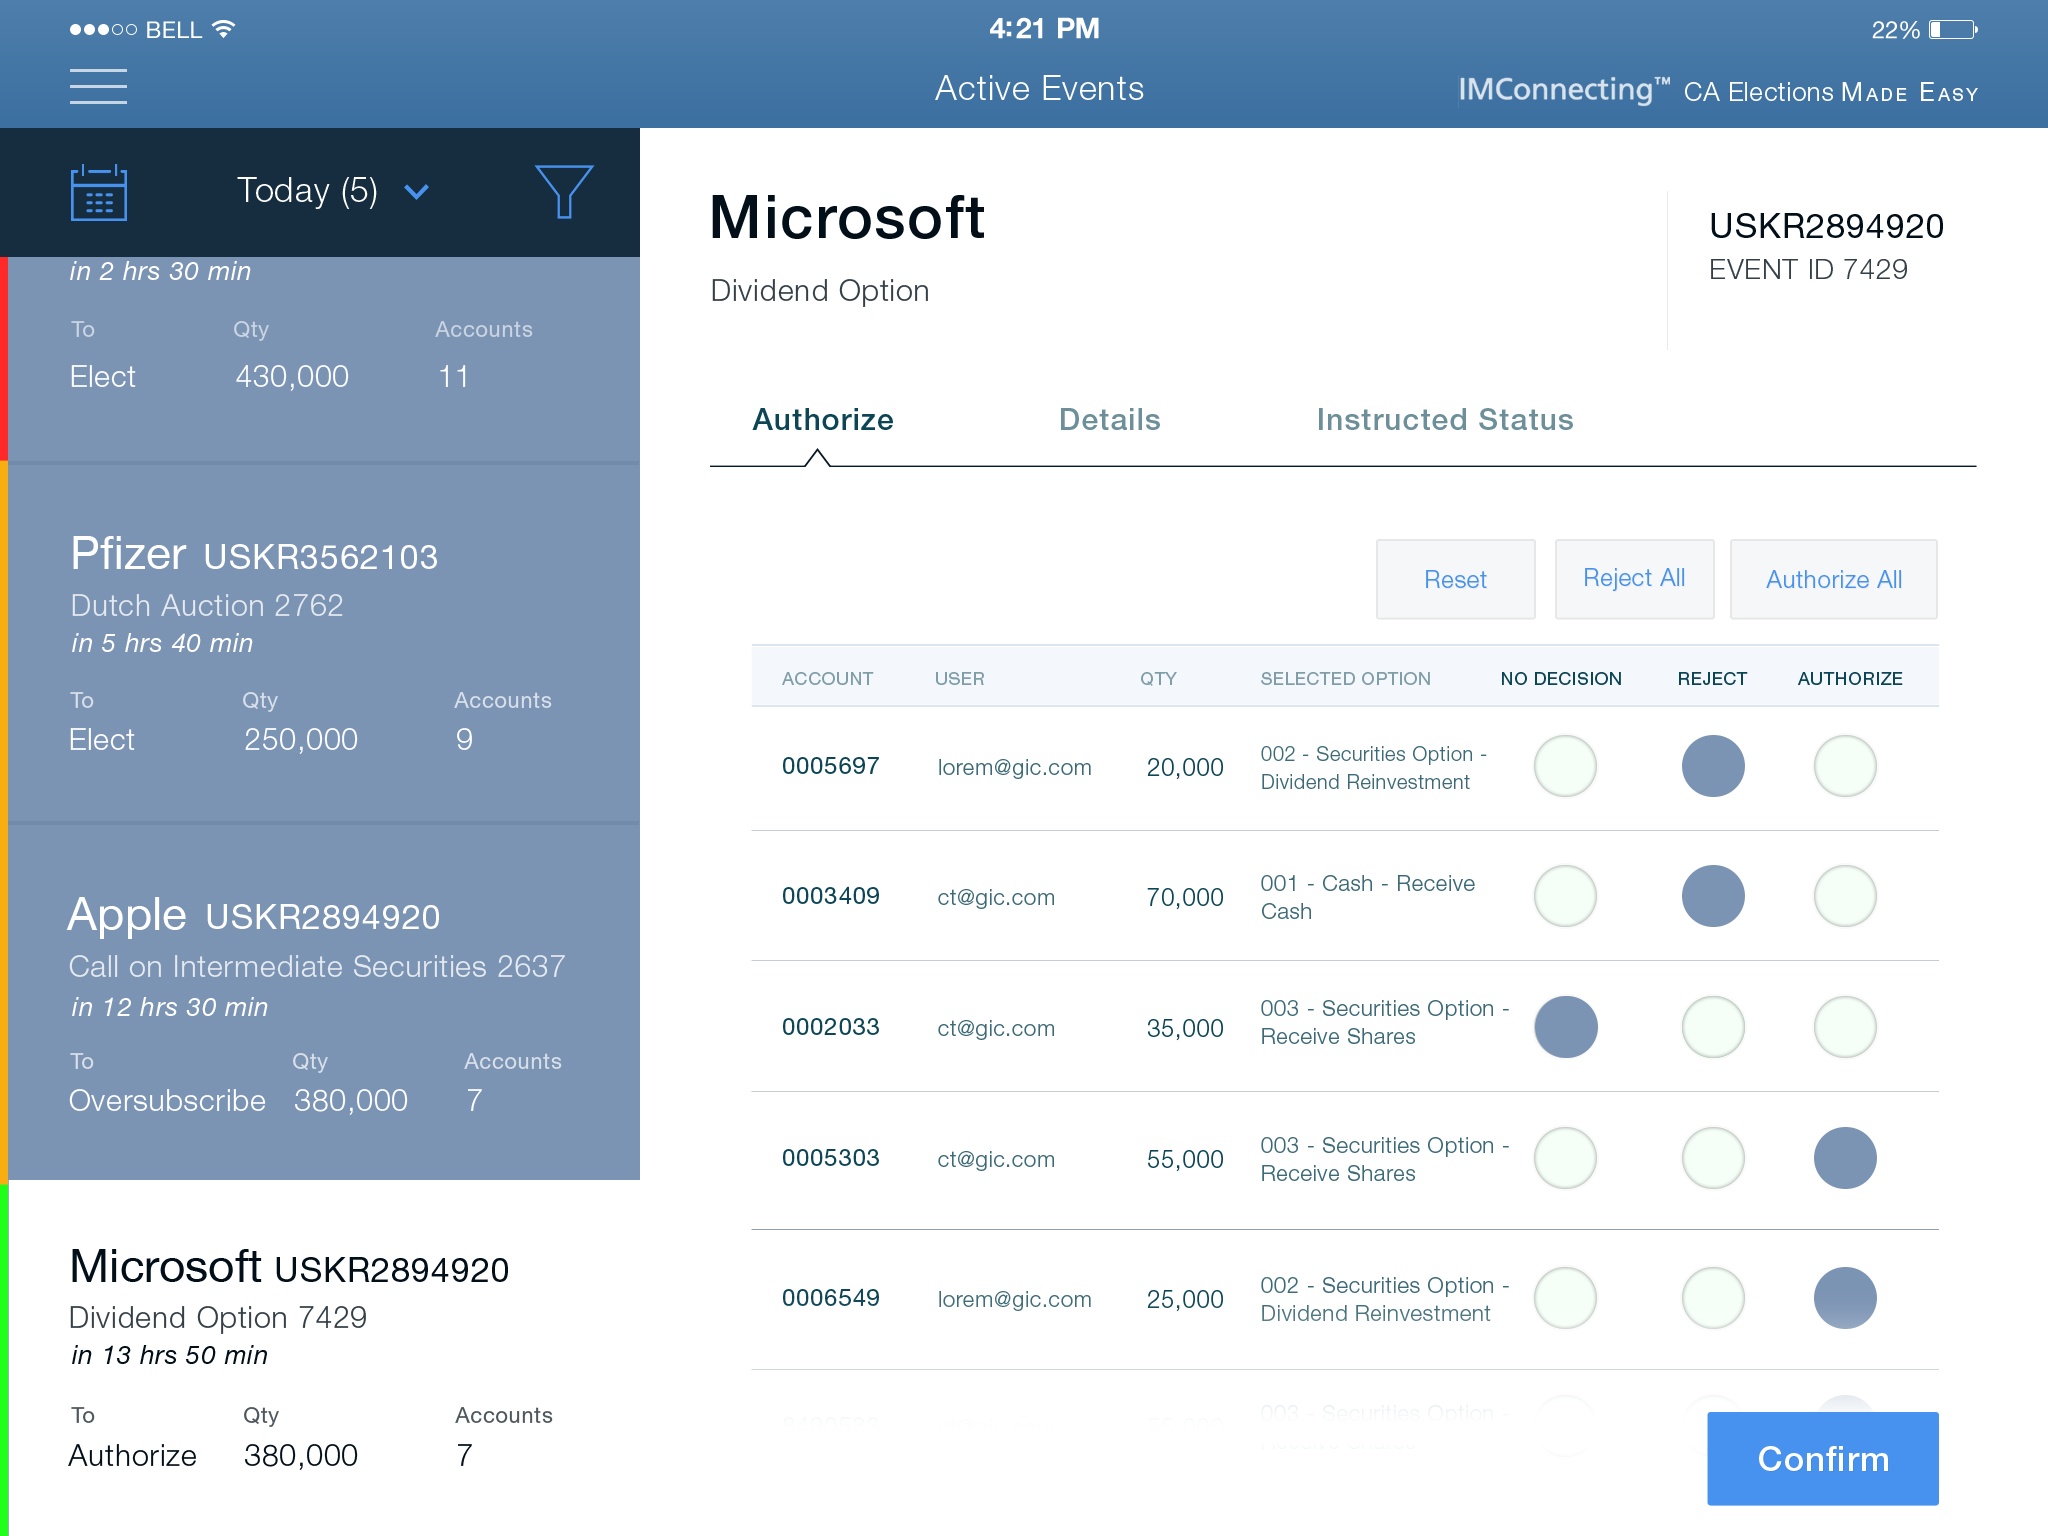 BELL
4:21 PM
22%
Active Events
IMConnecting™ CA Elections Made Easy
Today (5)
in 2 hrs 30 min
To Qty Accounts
Elect 430,000 11
Pfizer USKR3562103
Dutch Auction 2762
in 5 hrs 40 min
To Qty Accounts
Elect 250,000 9
Apple USKR2894920
Call on Intermediate Securities 2637
in 12 hrs 30 min
To Qty Accounts
Oversubscribe 380,000 7
Microsoft USKR2894920
Dividend Option 7429
in 13 hrs 50 min
To Qty Accounts
Authorize 380,000 7
Microsoft
Dividend Option
USKR2894920
EVENT ID 7429
Authorize Details Instructed Status
Reset Reject All Authorize All
ACCOUNT USER QTY SELECTED OPTION NO DECISION REJECT AUTHORIZE
0005697 lorem@gic.com 20,000 002 - Securities Option -
Dividend Reinvestment
0003409 ct@gic.com 70,000 001 - Cash - Receive
Cash
0002033 ct@gic.com 35,000 003 - Securities Option -
Receive Shares
0005303 ct@gic.com 55,000 003 - Securities Option -
Receive Shares
0006549 lorem@gic.com 25,000 002 - Securities Option -
Dividend Reinvestment
003 - Securities Option -
Confirm